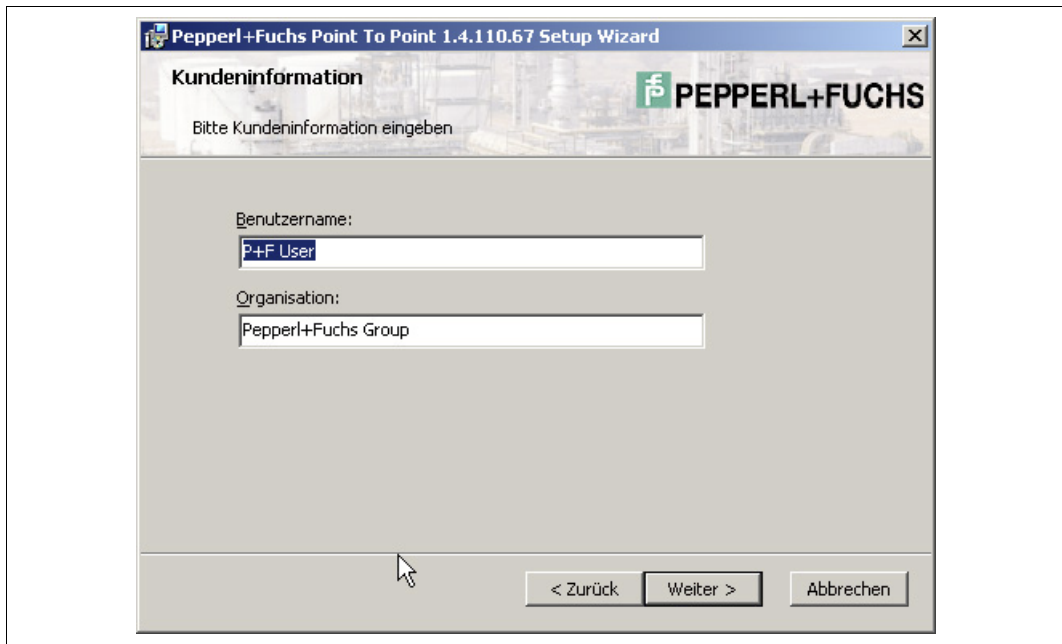 Pepperl+Fuchs Point To Point 1.4.110.67 Setup Wizard
Kundeninformation
PEPPERL+FUCHS
Bitte Kundeninformation eingeben
Benutzername:
P+F User
Organisation:
Pepperl+Fuchs Group
< Zurück
Weiter >
Abbrechen